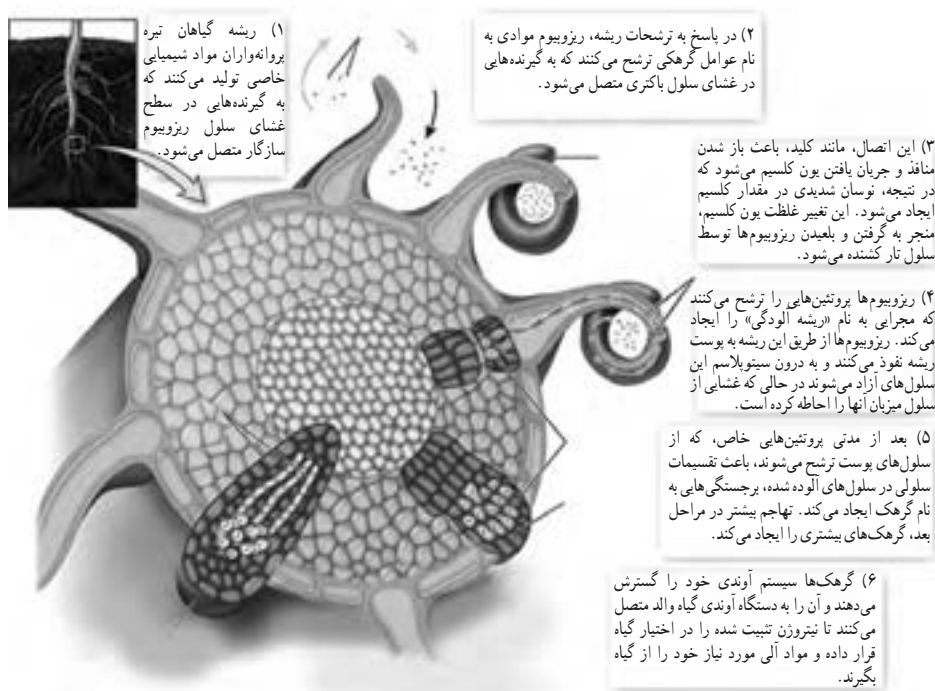 ۱) ریشه گیاهان تیره
پروانه‌واران مواد شیمیایی
خاصی تولید می‌کنند که
به گیرنده‌هایی در سطح
غشای سلول ریزوبیوم
سازگار متصل می‌شود.
۲) در پاسخ به ترشحات ریشه، ریزوبیوم موادی به
نام عوامل گرهکی ترشح می‌کنند که به گیرنده‌هایی
در غشای سلول باکتری متصل می‌شود.
۳) این اتصال، مانند کلید، باعث باز شدن
منافذ و جریان یافتن یون کلسیم می‌شود که
در نتیجه، نوسان شدیدی در مقدار کلسیم
ایجاد می‌شود. این تغییر غلظت یون کلسیم،
منجر به گرفتن و بلعیدن ریزوبیوم‌ها توسط
سلول تار کشنده می‌شود.
۴) ریزوبیوم‌ها پروتئین‌هایی را ترشح می‌کنند
که مجرایی به نام «ریشه آلودگی» را ایجاد
می‌کند. ریزوبیوم‌ها از طریق این ریشه به پوست
ریشه نفوذ می‌کنند و به درون سیتوپلاسم این
سلول‌های آزاد می‌شوند در حالی که غشایی از
سلول میزبان آنها را احاطه کرده است.
۵) بعد از مدتی پروتئین‌هایی خاص، که از
سلول‌های پوست ترشح می‌شوند، باعث تقسیمات
سلولی در سلول‌های آلوده شده، برجستگی‌هایی به
نام گرهک ایجاد می‌کند. تهاجم بیشتر در مراحل
بعد، گرهک‌های بیشتری را ایجاد می‌کند.
۶) گرهک‌ها سیستم آوندی خود را گسترش
می‌دهند و آن را به دستگاه آوندی گیاه والد متصل
می‌کنند تا نیتروژن تثبیت شده را در اختیار گیاه
قرار داده و مواد آلی مورد نیاز خود را از گیاه
بگیرند.